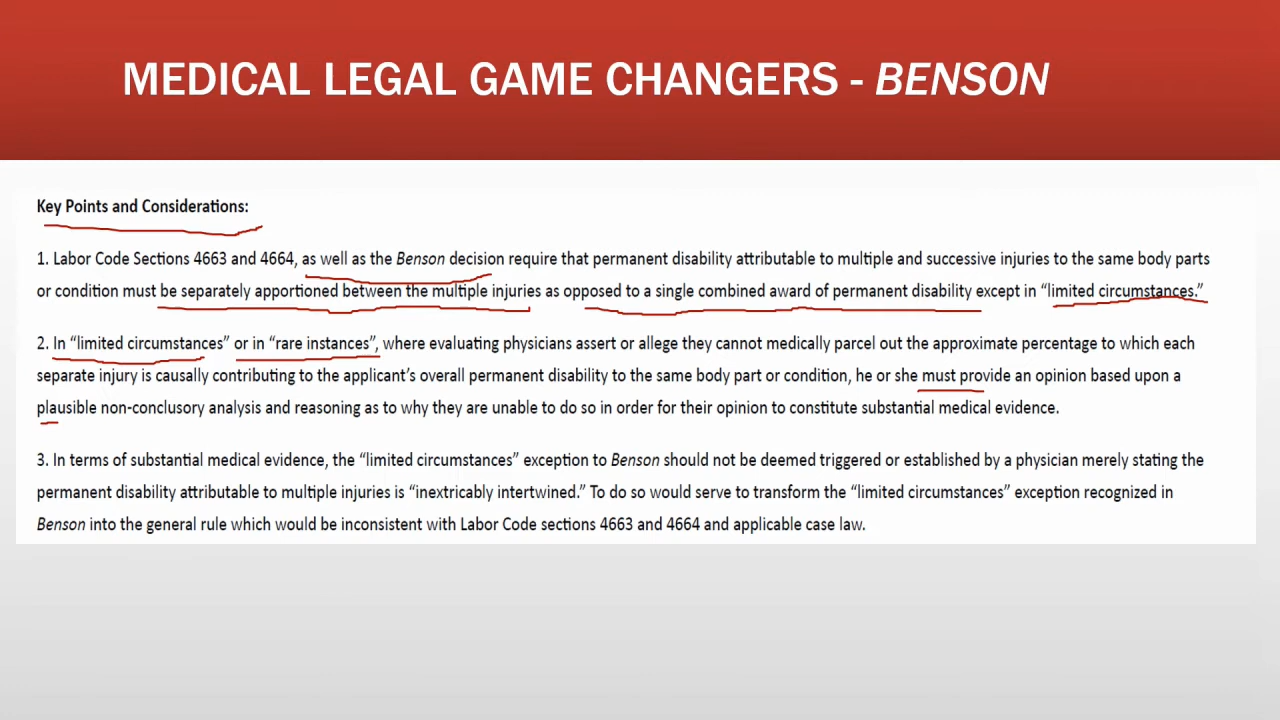 MEDICAL LEGAL GAME CHANGERS - BENSON
Key Points and Considerations:
1. Labor Code Sections 4663 and 4664, as well as the Benson decision require that permanent disability attributable to multiple and successive injuries to the same body parts
or condition must be separately apportioned between the multiple injuries as opposed to a single combined award of permanent disability except in “limited circumstances.”
2. In “limited circumstances” or in “rare instances”, where evaluating physicians assert or allege they cannot medically parcel out the approximate percentage to which each
separate injury is causally contributing to the applicant’s overall permanent disability to the same body part or condition, he or she must provide an opinion based upon a
plausible non-conclusory analysis and reasoning as to why they are unable to do so in order for their opinion to constitute substantial medical evidence.
3. In terms of substantial medical evidence, the “limited circumstances” exception to Benson should not be deemed triggered or established by a physician merely stating the
permanent disability attributable to multiple injuries is “inextricably intertwined.” To do so would serve to transform the “limited circumstances” exception recognized in
Benson into the general rule which would be inconsistent with Labor Code sections 4663 and 4664 and applicable case law.